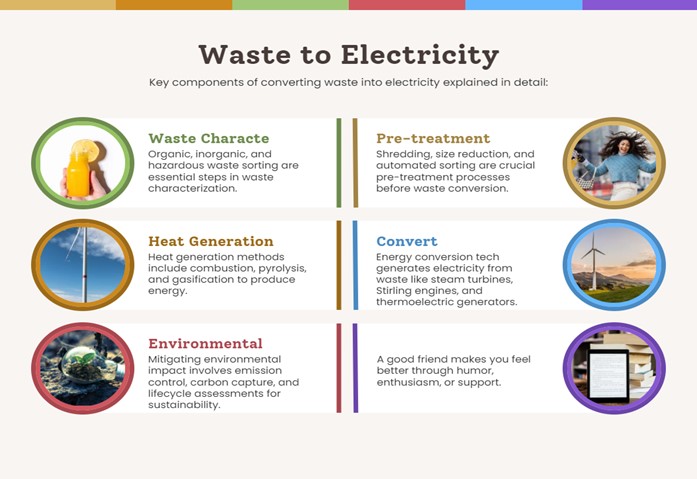 Waste to Electricity
Key components of converting waste into electricity explained in detail:
Waste Characte
Organic, inorganic, and
hazardous waste sorting are
essential steps in waste
characterization.
Pre-treatment
Shredding, size reduction, and
automated sorting are crucial
pre-treatment processes
before waste conversion.
Heat Generation
Heat generation methods
include combustion, pyrolysis,
and gasification to produce
energy.
Convert
Energy conversion tech
generates electricity from
waste like steam turbines,
Stirling engines, and
thermoelectric generators.
Environmental
Mitigating environmental
impact involves emission
control, carbon capture, and
lifecycle assessments for
sustainability.
A good friend makes you feel
better through humor,
enthusiasm, or support.